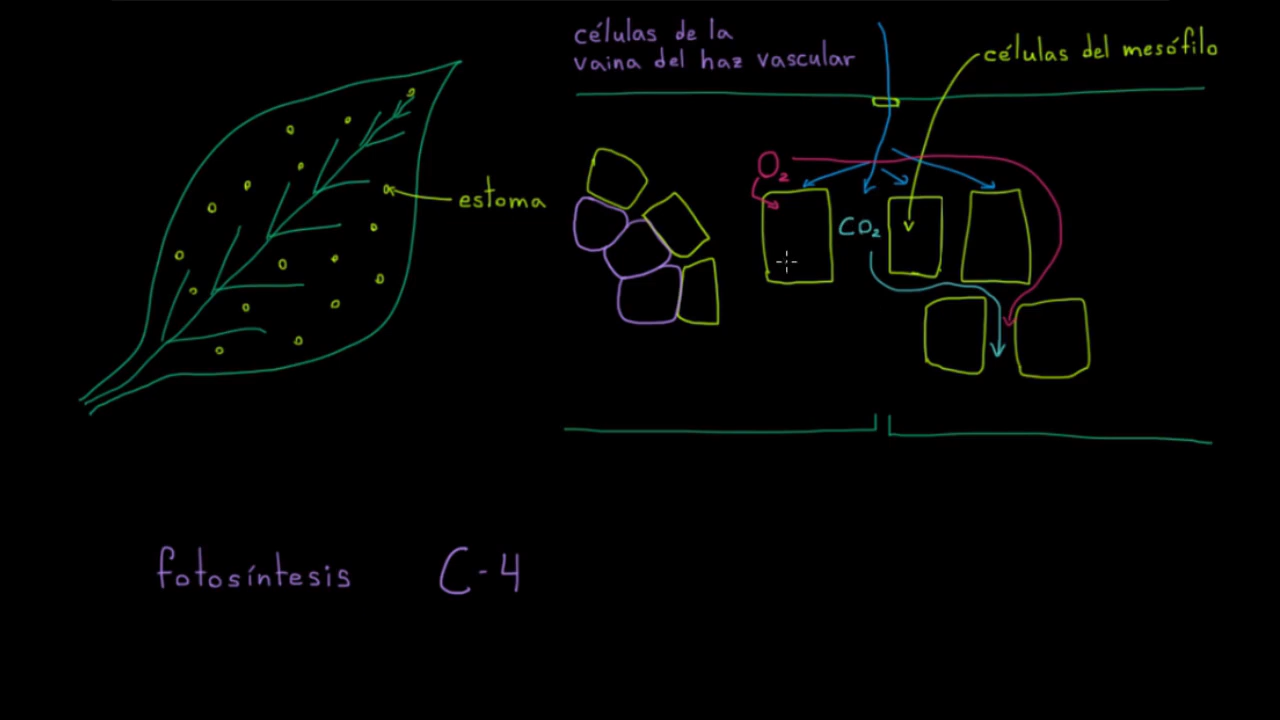 células de la
vaina del haz vascular
células del mesófilo
O₂
estoma
CO₂
fotosíntesis C-4